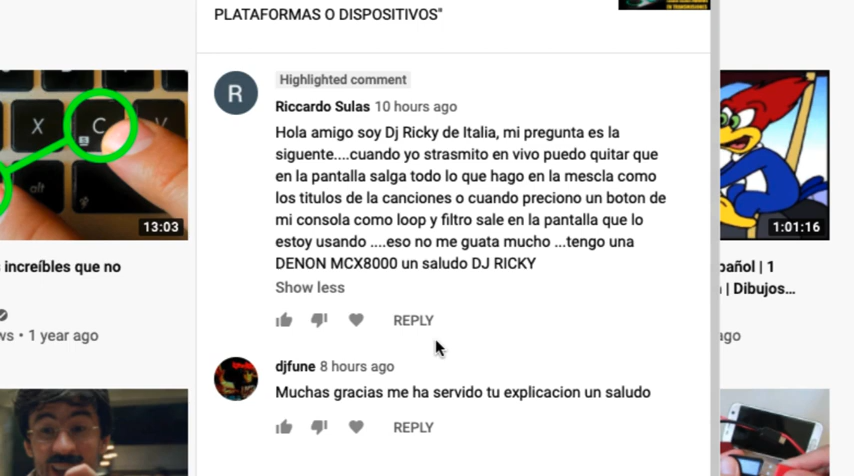 PLATAFORMAS O DISPOSITIVOS"
Highlighted comment
R
Riccardo Sulas 10 hours ago
Hola amigo soy Dj Ricky de Italia, mi pregunta es la
siguente....cuando yo strasmito en vivo puedo quitar que
en la pantalla salga todo lo que hago en la mescla como
los titulos de la canciones o cuando preciono un boton de
mi consola como loop y filtro sale en la pantalla que lo
estoy usando ....eso no me guata mucho ...tengo una
DENON MCX8000 un saludo DJ RICKY
Show less
REPLY
djfune 8 hours ago
Muchas gracias me ha servido tu explicacion un saludo
REPLY
X C V
alt
13:03
increíbles que no
ws • 1 year ago
1:01:16
pañol | 1
| Dibujos...
ago